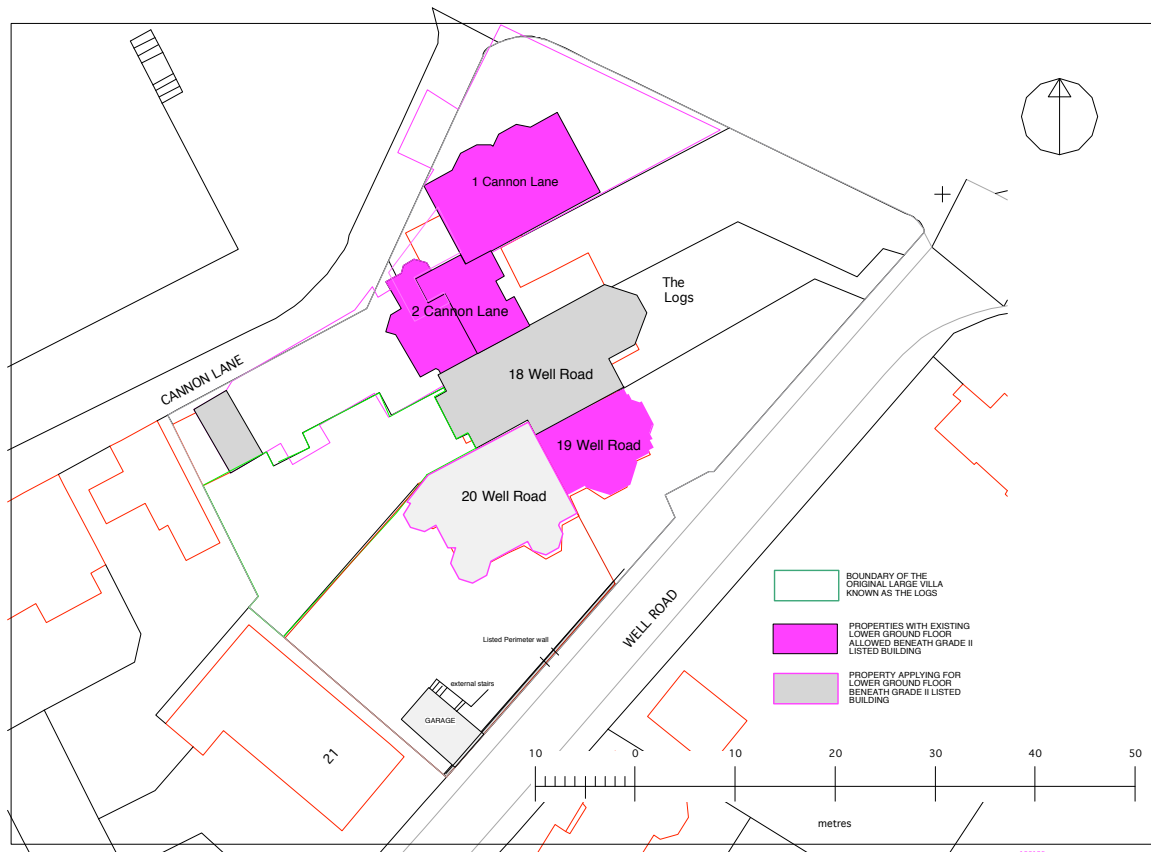 1 Cannon Lane
The
Logs
2 Cannon Lane
CANNON LANE
18 Well Road
19 Well Road
20 Well Road
BOUNDARY OF THE
ORIGINAL LARGE VILLA
KNOWN AS THE LOGS
WELL ROAD
PROPERTIES WITH EXISTING
LOWER GROUND FLOOR
ALLOWED BENEATH GRADE II
LISTED BUILDING
Listed Perimeter wall
PROPERTY APPLYING FOR
LOWER GROUND FLOOR
BENEATH GRADE II LISTED
BUILDING
external stairs
GARAGE
21
10 0 10 20 30 40 50
metres